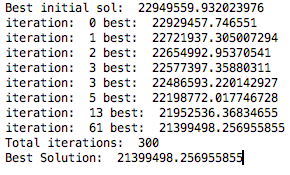 Best initial sol:  22949559.932023976
iteration:  0 best:  22929457.746551
iteration:  1 best:  22721937.305007294
iteration:  2 best:  22654992.95370541
iteration:  3 best:  22577397.35880311
iteration:  3 best:  22486593.220142927
iteration:  5 best:  22198772.017746728
iteration:  13 best:  21952536.36834655
iteration:  61 best:  21399498.256955855
Total iterations:  300
Best Solution:  21399498.256955855